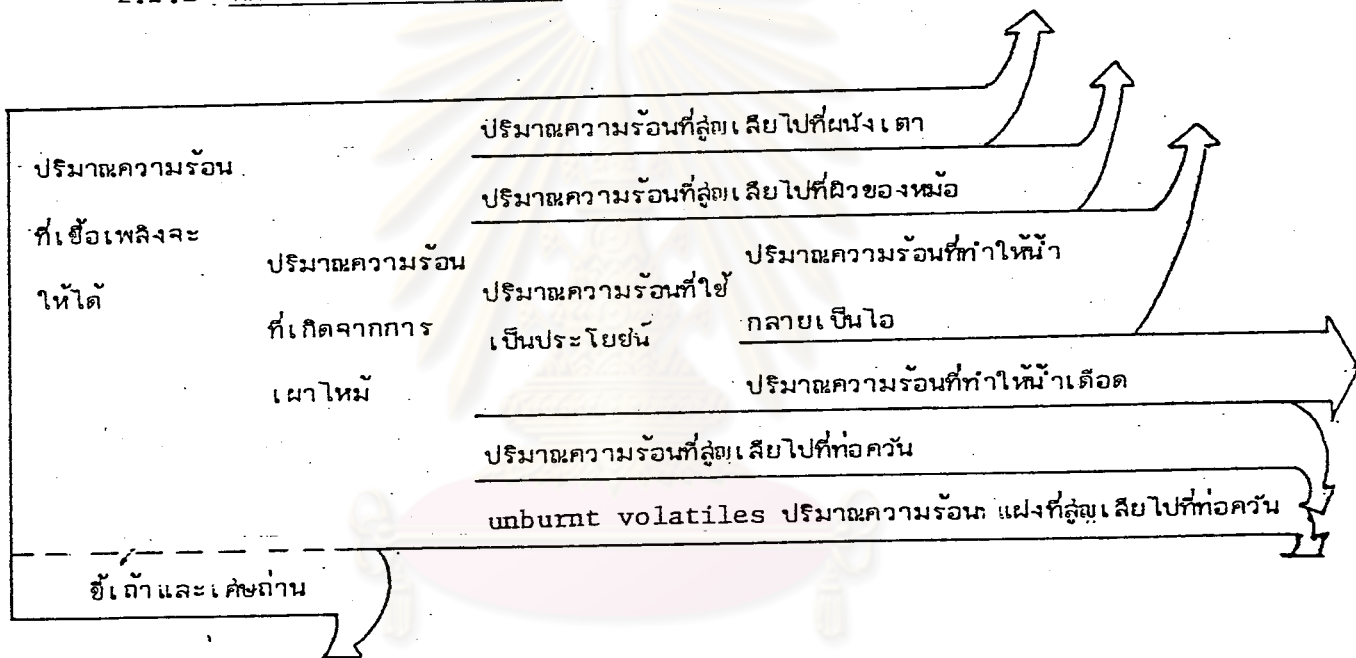 ปริมาณความร้อนที่สูญเสียไปที่ผนังเตา
ปริมาณความร้อน
ที่เชื้อเพลิงจะ
ให้ได้
ปริมาณความร้อนที่สูญเสียไปที่ผิวของหม้อ
ปริมาณความร้อน
ที่เกิดจากการ
เผาไหม้
ปริมาณความร้อนที่ใช้
เป็นประโยชน์
ปริมาณความร้อนที่ทำให้น้ำ
กลายเป็นไอ
ปริมาณความร้อนที่ทำให้น้ำเดือด
ปริมาณความร้อนที่สูญเสียไปที่ท่อควัน
unburnt volatiles ปริมาณความร้อน แฝงที่สูญเสียไปที่ท่อควัน
ขี้เถ้าและเศษถ่าน